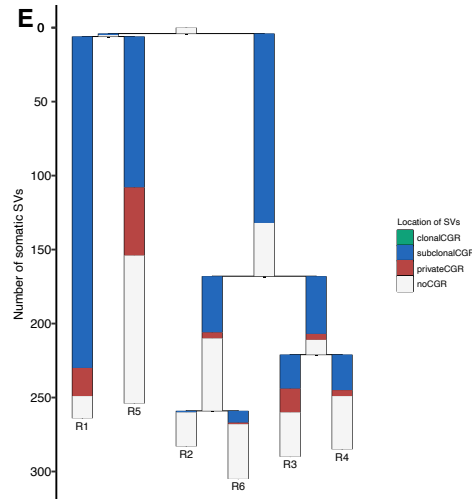 E
0
50
100
150
200
250
300
Number of somatic SVs
R1
R5
R2
R6
R3
R4
Location of SVs
clonalCGR
subclonalCGR
privateCGR
noCGR